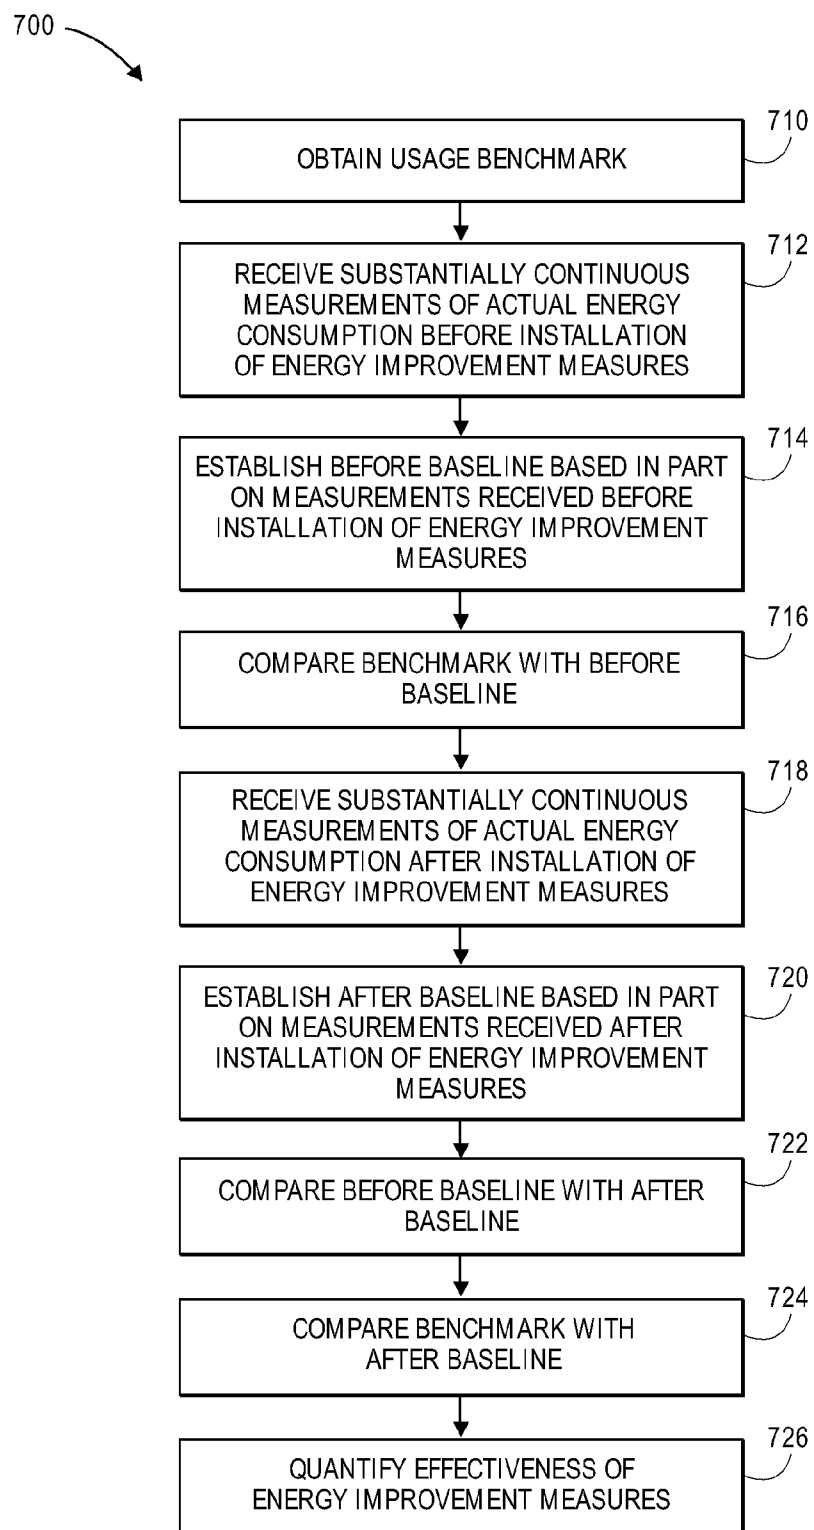 700
710
OBTAIN USAGE BENCHMARK
712
RECEIVE SUBSTANTIALLY CONTINUOUS
MEASUREMENTS OF ACTUAL ENERGY
CONSUMPTION BEFORE INSTALLATION
OF ENERGY IMPROVEMENT MEASURES
714
ESTABLISH BEFORE BASELINE BASED IN PART
ON MEASUREMENTS RECEIVED BEFORE
INSTALLATION OF ENERGY IMPROVEMENT
MEASURES
716
COMPARE BENCHMARK WITH BEFORE
BASELINE
718
RECEIVE SUBSTANTIALLY CONTINUOUS
MEASUREMENTS OF ACTUAL ENERGY
CONSUMPTION AFTER INSTALLATION OF
ENERGY IMPROVEMENT MEASURES
720
ESTABLISH AFTER BASELINE BASED IN PART
ON MEASUREMENTS RECEIVED AFTER
INSTALLATION OF ENERGY IMPROVEMENT
MEASURES
722
COMPARE BEFORE BASELINE WITH AFTER
BASELINE
724
COMPARE BENCHMARK WITH
AFTER BASELINE
726
QUANTIFY EFFECTIVENESS OF
ENERGY IMPROVEMENT MEASURES